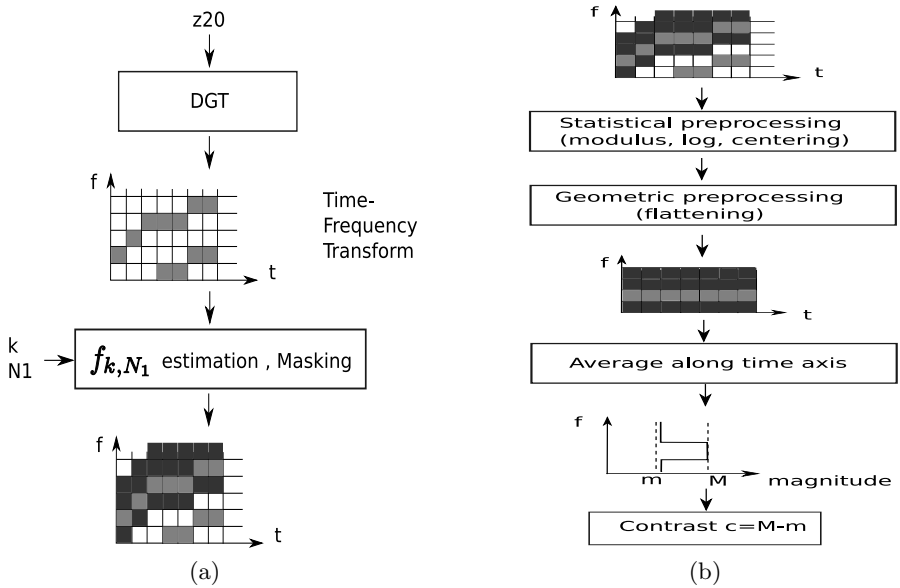 z20
DGT
f
t
Time-
Frequency
Transform
k
N1
f_{k,N_1} estimation , Masking
f
t
(a)
f
t
Statistical preprocessing
(modulus, log, centering)
Geometric preprocessing
(flattening)
f
t
Average along time axis
f
m
M
magnitude
Contrast c=M-m
(b)